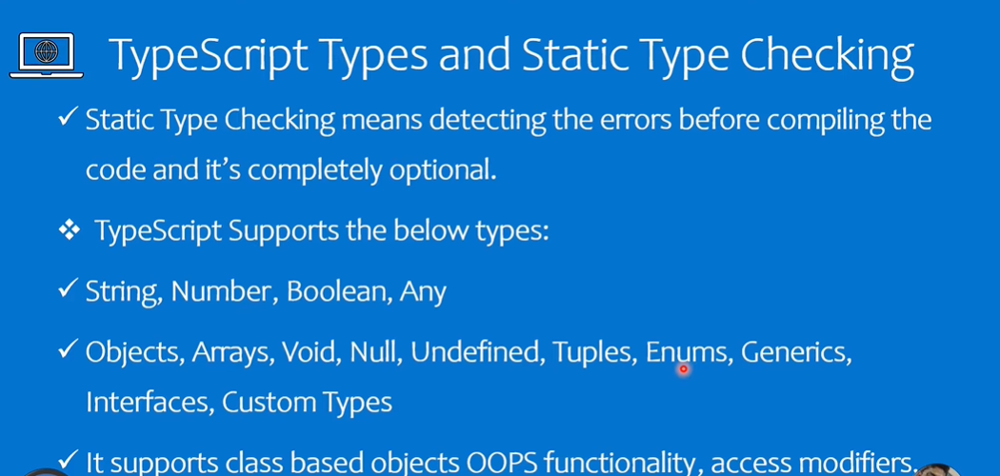 TypeScript Types and Static Type Checking
✓ Static Type Checking means detecting the errors before compiling the
code and it's completely optional.
❖ TypeScript Supports the below types:
✓ String, Number, Boolean, Any
✓ Objects, Arrays, Void, Null, Undefined, Tuples, Enums, Generics,
Interfaces, Custom Types
✓ It supports class based objects OOPS functionality, access modifiers.